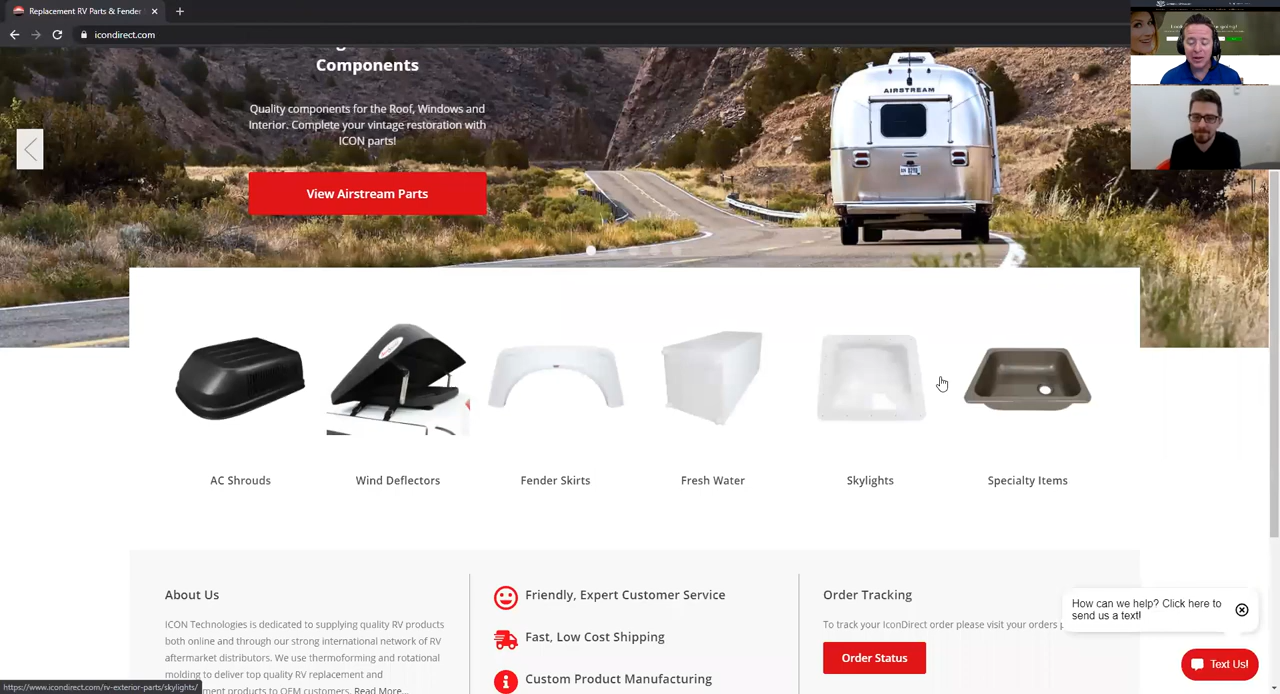 Replacement RV Parts & Fender
icondirect.com
Components
Quality components for the Roof, Windows and
Interior. Complete your vintage restoration with
ICON parts!
View Airstream Parts
AIRSTREAM
AC Shrouds
Wind Deflectors
Fender Skirts
Fresh Water
Skylights
Specialty Items
About Us
ICON Technologies is dedicated to supplying quality RV products
both online and through our strong international network of RV
aftermarket distributors. We use thermoforming and rotational
molding to deliver top quality RV replacement and
ement products to OEM customers. Read More...
Friendly, Expert Customer Service
Fast, Low Cost Shipping
Custom Product Manufacturing
Order Tracking
To track your IconDirect order please visit your orders p
Order Status
How can we help? Click here to
send us a text!
Text Us!
https://www.icondirect.com/rv-exterior-parts/skylights/